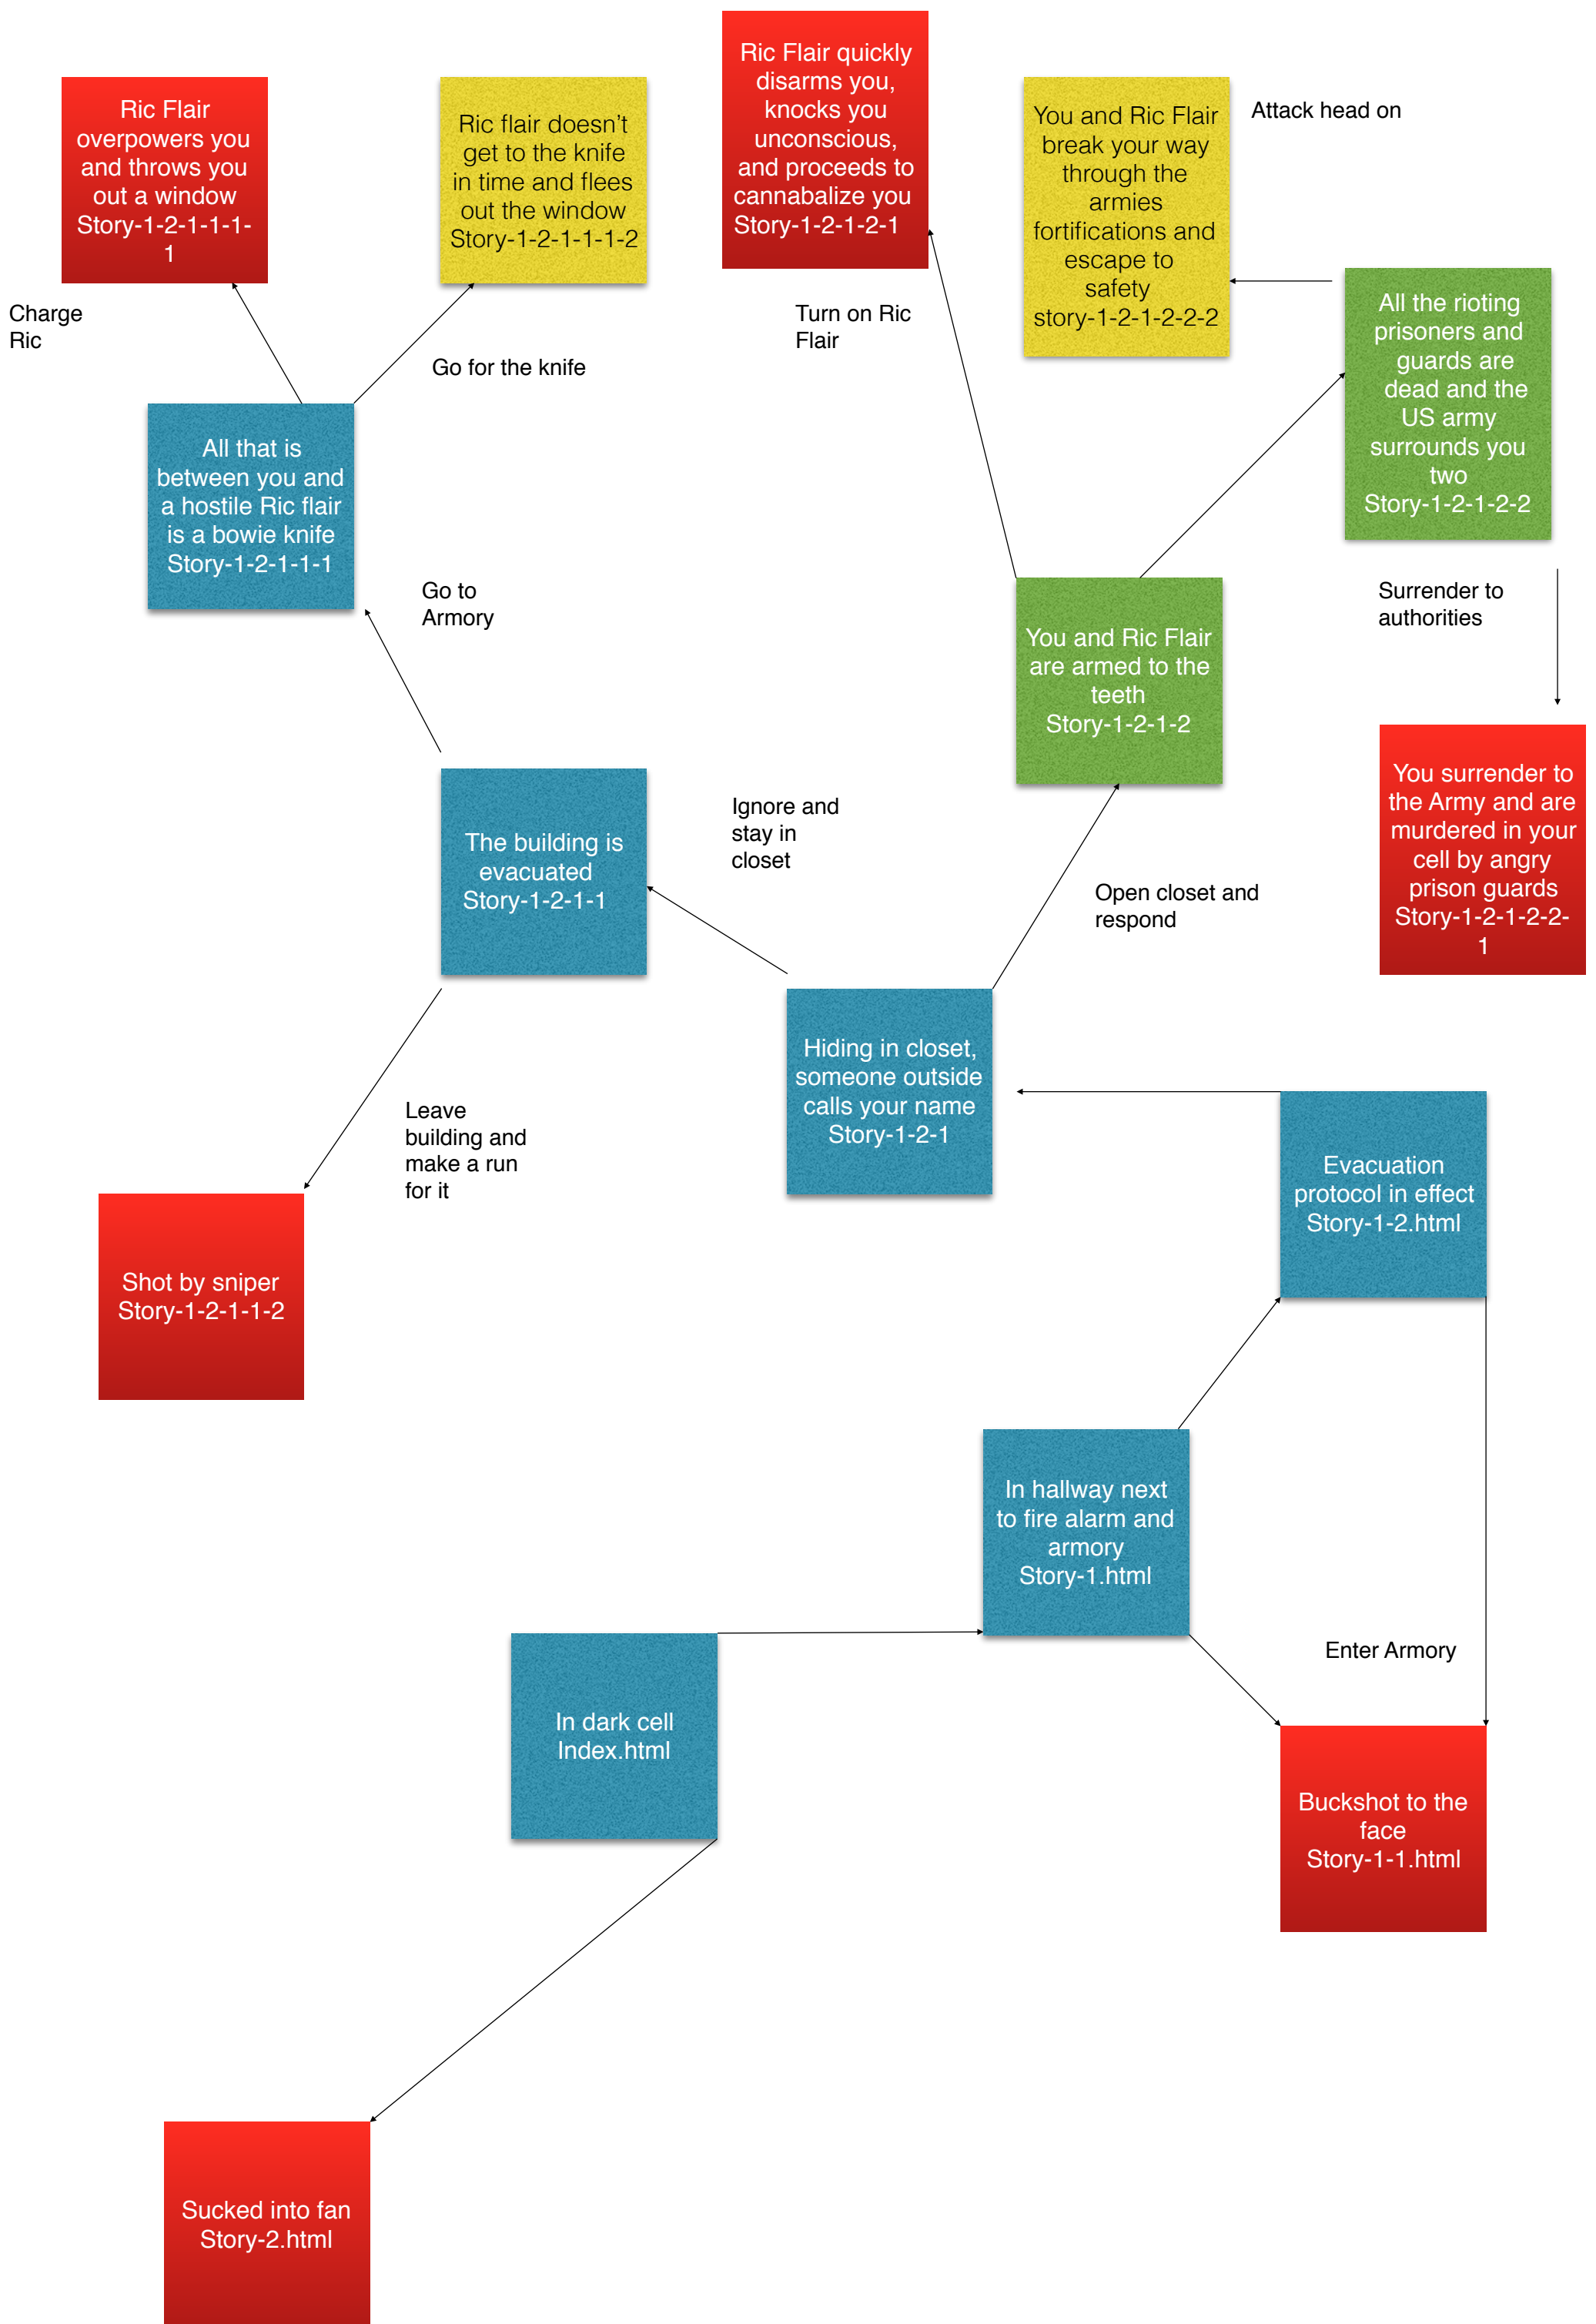 Ric Flair quickly
disarms you,
knocks you
unconscious,
and proceeds to
cannabalize you
Story-1-2-1-2-1
Ric Flair
overpowers you
and throws you
out a window
Story-1-2-1-1-1-
1
Ric flair doesn't
get to the knife
in time and flees
out the window
Story-1-2-1-1-1-2
You and Ric Flair
break your way
through the
armies
fortifications and
escape to
safety
story-1-2-1-2-2-2
Attack head on
All the rioting
prisoners and
guards are
dead and the
US army
surrounds you
two
Story-1-2-1-2-2
Charge
Ric
Go for the knife
Turn on Ric
Flair
All that is
between you and
a hostile Ric flair
is a bowie knife
Story-1-2-1-1-1
Go to
Armory
You and Ric Flair
are armed to the
teeth
Story-1-2-1-2
Surrender to
authorities
You surrender to
the Army and are
murdered in your
cell by angry
prison guards
Story-1-2-1-2-2-
1
The building is
evacuated
Story-1-2-1-1
Ignore and
stay in
closet
Open closet and
respond
Hiding in closet,
someone outside
calls your name
Story-1-2-1
Leave
building and
make a run
for it
Evacuation
protocol in effect
Story-1-2.html
Shot by sniper
Story-1-2-1-1-2
In hallway next
to fire alarm and
armory
Story-1.html
Enter Armory
In dark cell
Index.html
Buckshot to the
face
Story-1-1.html
Sucked into fan
Story-2.html